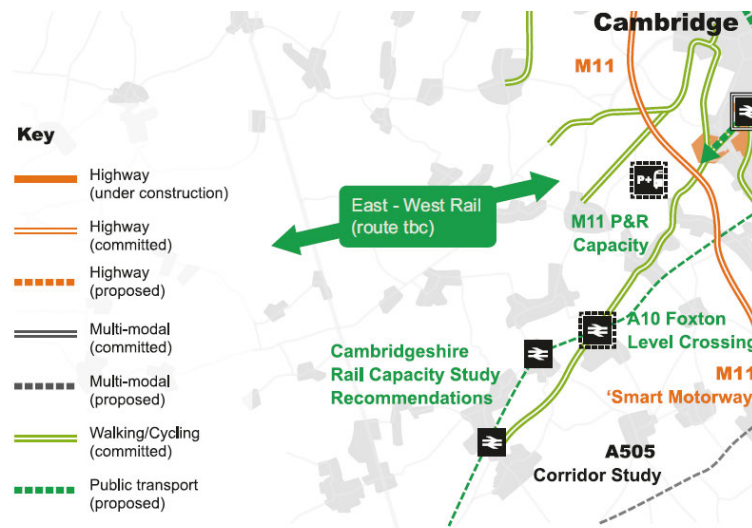 Cambridge
M11
Key
Highway
(under construction)
Highway
(committed)
Highway
(proposed)
Multi-modal
(committed)
Multi-modal
(proposed)
Walking/Cycling
(committed)
Public transport
(proposed)
East - West Rail
(route tbc)
P+
M11 P&R
Capacity
A10 Foxton
Level Crossing
Cambridgeshire
Rail Capacity Study
Recommendations
M11
'Smart Motorway
A505
Corridor Study